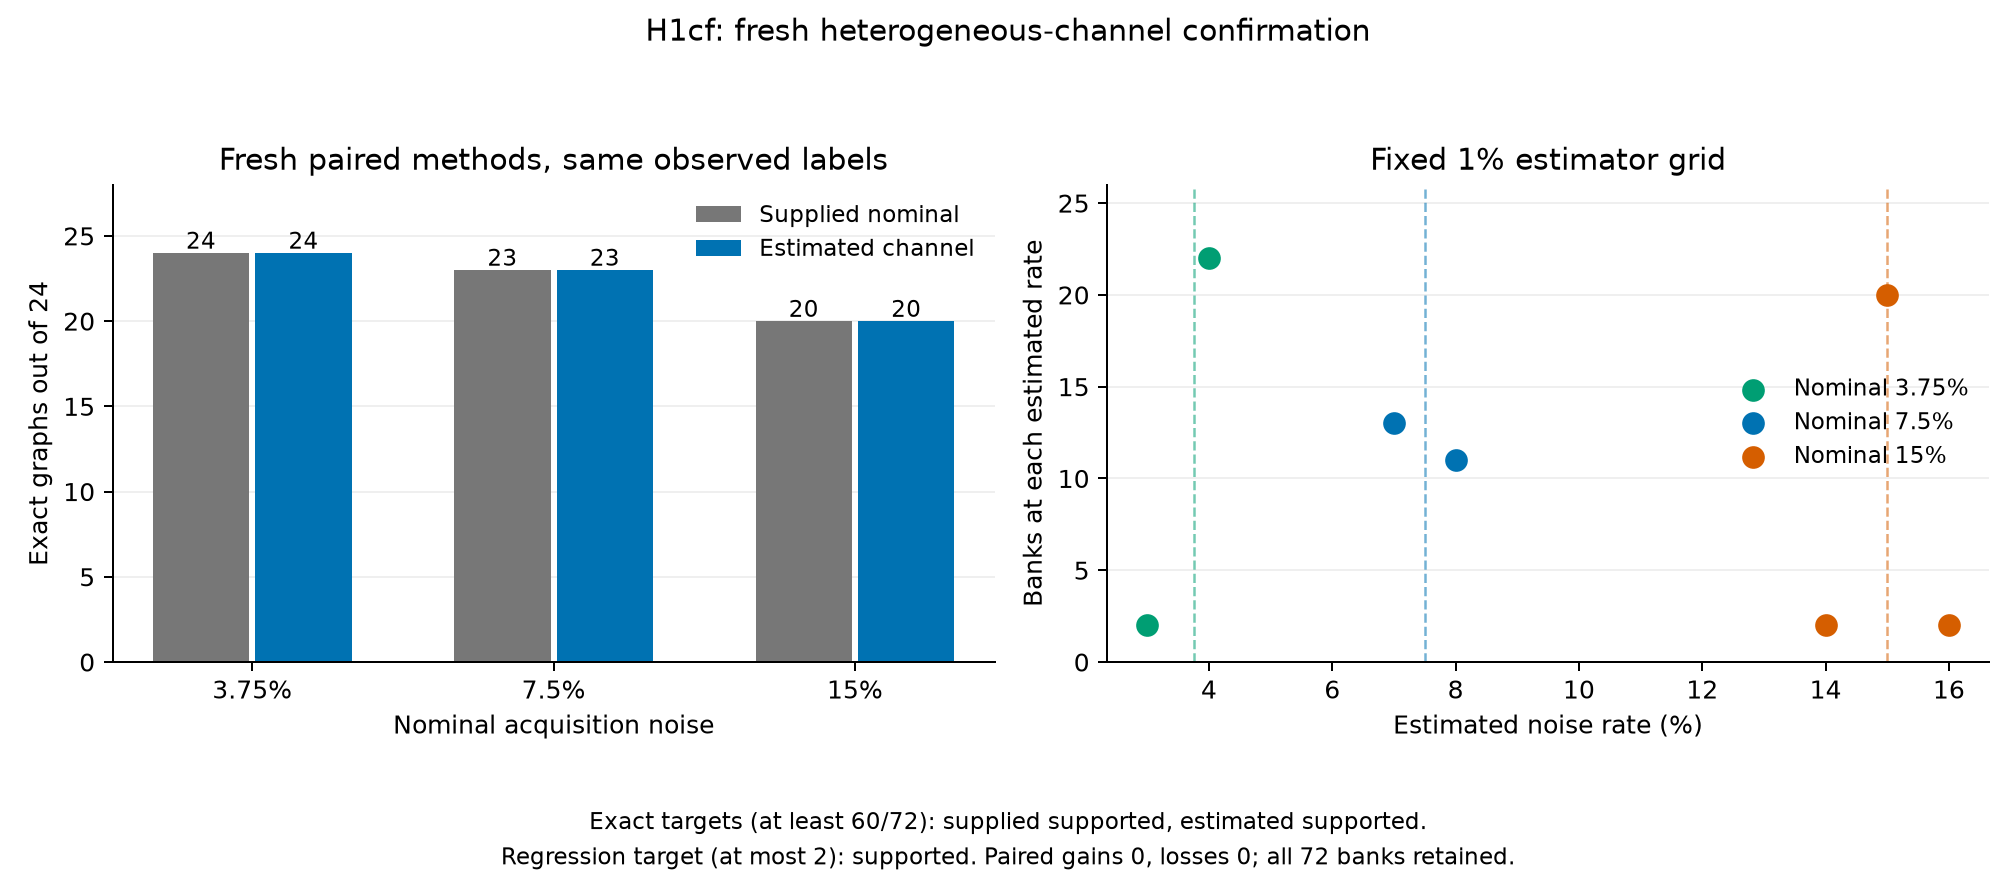 H1cf: fresh heterogeneous-channel confirmation
Fresh paired methods, same observed labels
Supplied nominal
Estimated channel
24
24
23
23
20
20
25
20
15
10
5
0
Exact graphs out of 24
3.75%
7.5%
15%
Nominal acquisition noise
Fixed 1% estimator grid
25
20
15
10
5
0
Banks at each estimated rate
Nominal 3.75%
Nominal 7.5%
Nominal 15%
4
6
8
10
12
14
16
Estimated noise rate (%)
Exact targets (at least 60/72): supplied supported, estimated supported.
Regression target (at most 2): supported. Paired gains 0, losses 0; all 72 banks retained.